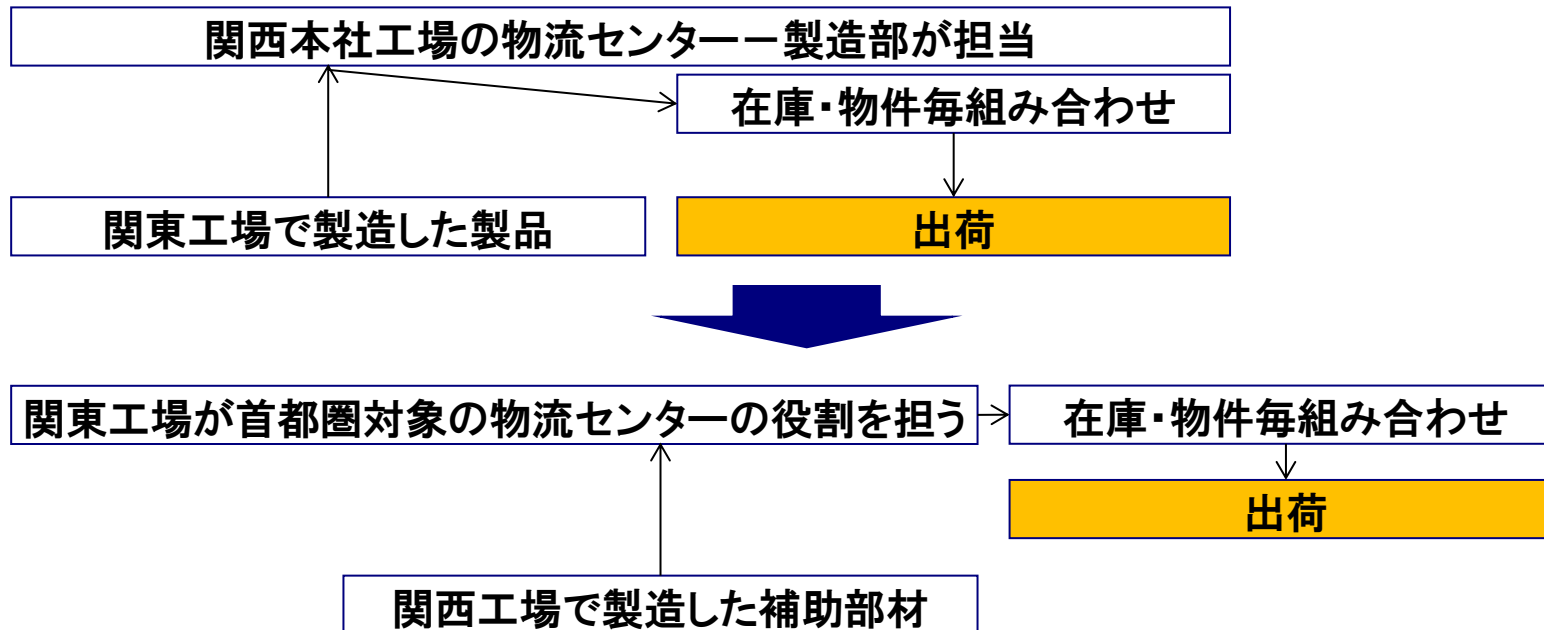 関西本社工場の物流センターー製造部が担当
在庫・物件毎組み合わせ
関東工場で製造した製品
出荷
関東工場が首都圏対象の物流センターの役割を担う
在庫・物件毎組み合わせ
出荷
関西工場で製造した補助部材